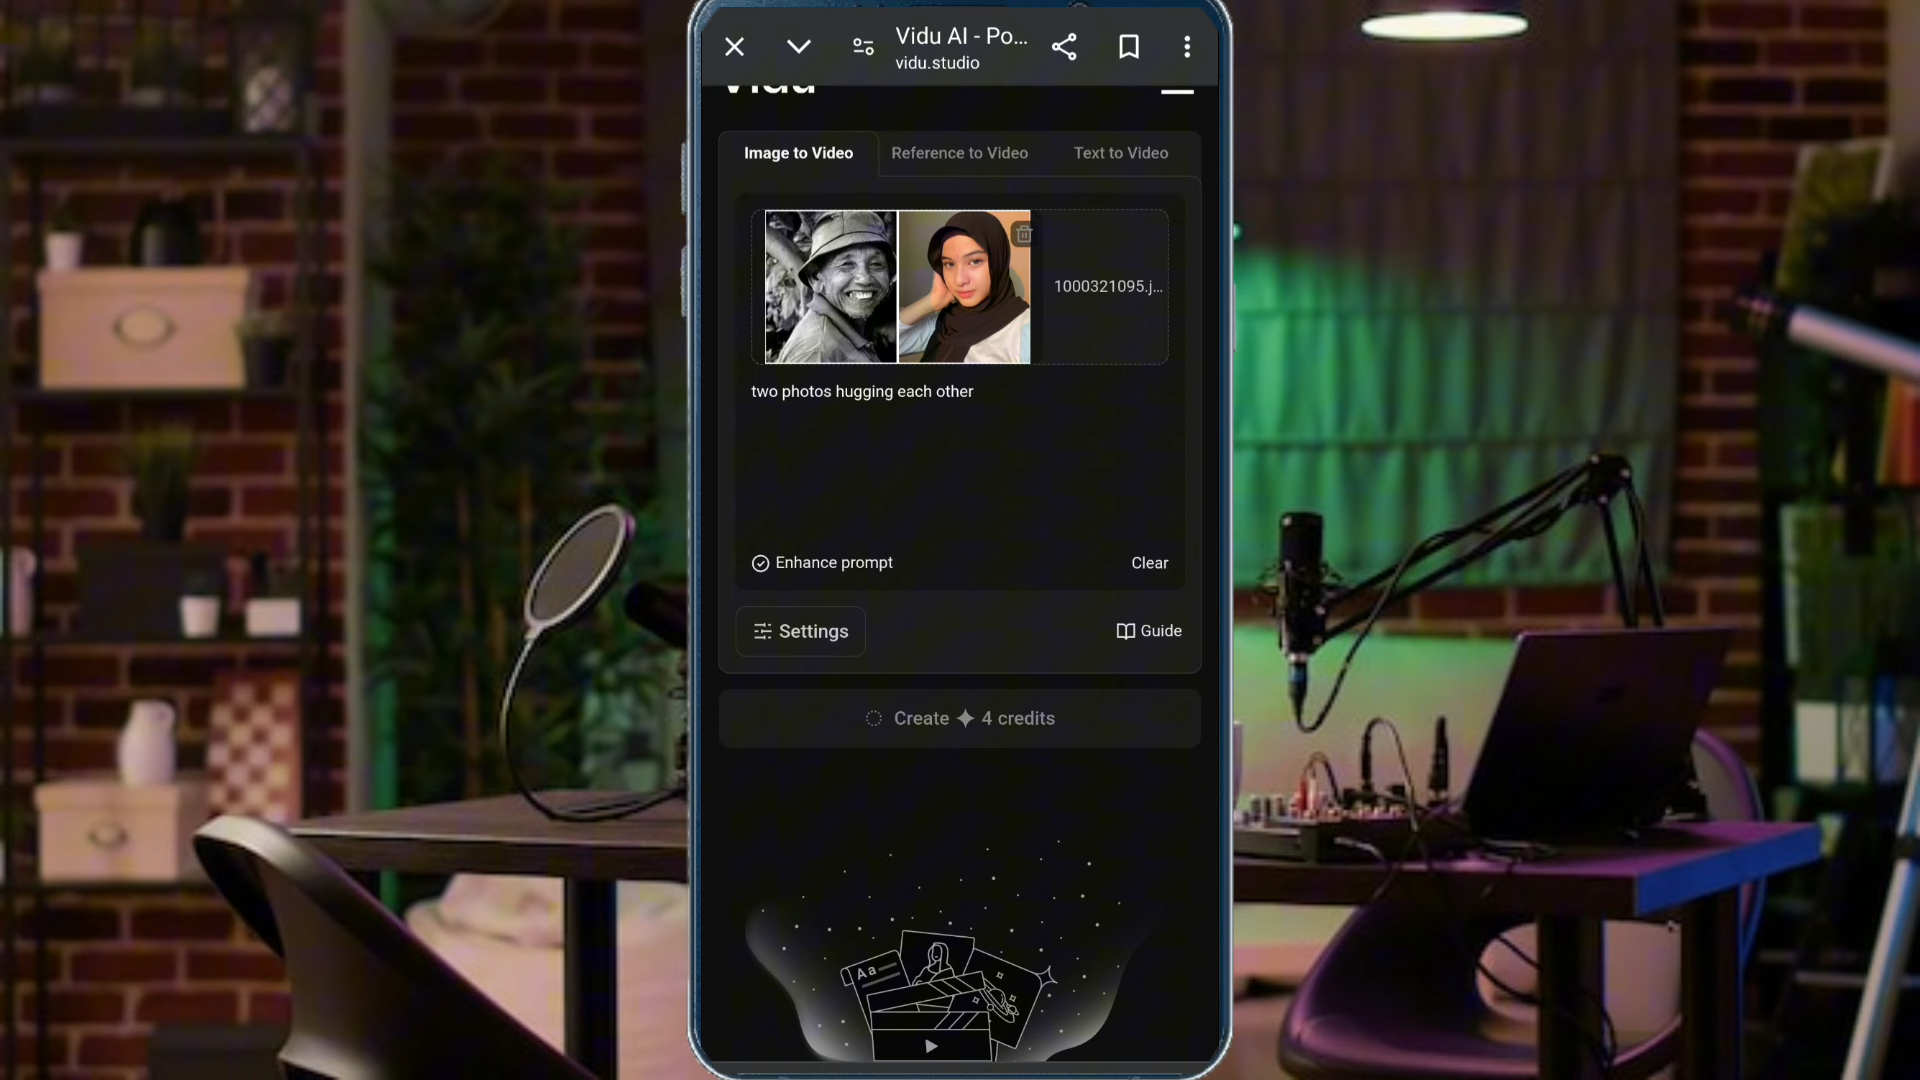 Vidu AI - Po...
vidu.studio
Vidu
Image to Video
Reference to Video
Text to Video
1000321095.j...
two photos hugging each other
Enhance prompt
Clear
Settings
Guide
Create 4 credits
Aa